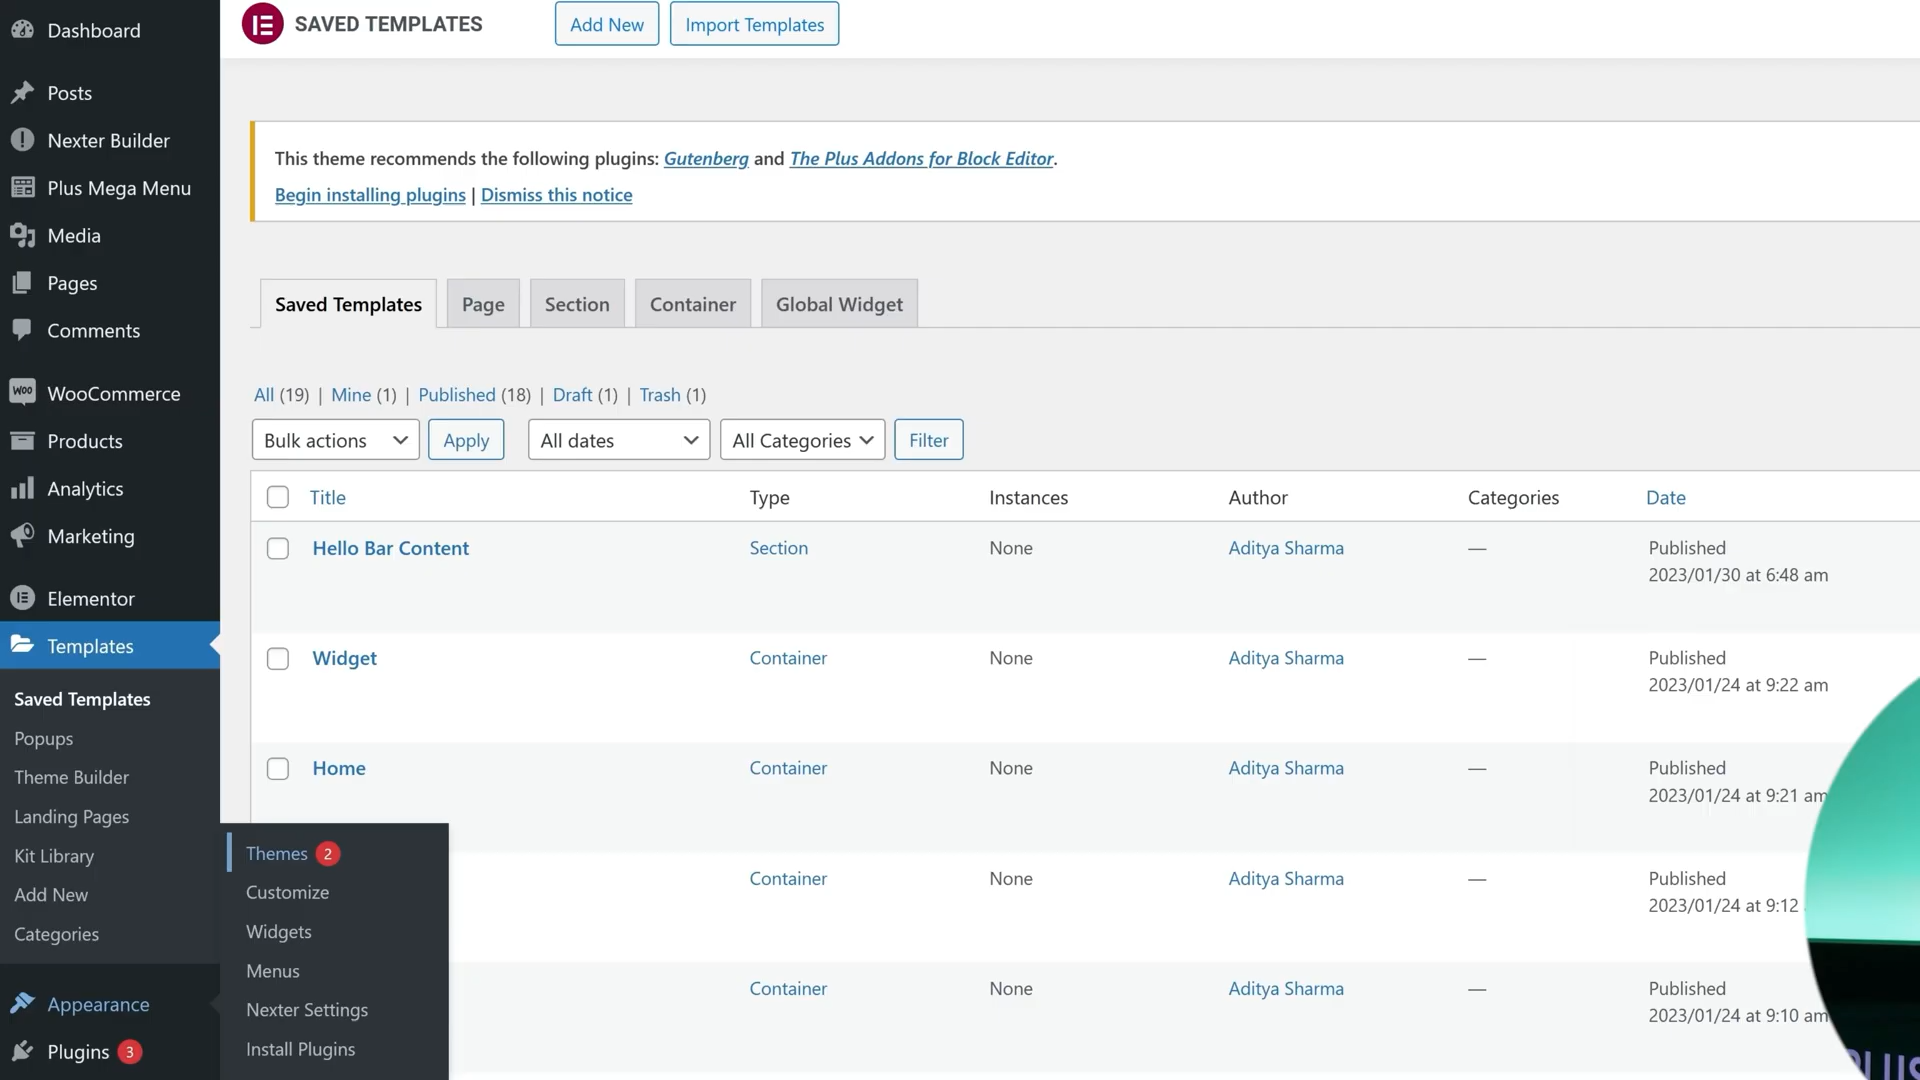 Dashboard
Posts
Nexter Builder
Plus Mega Menu
Media
Pages
Comments
WOO WooCommerce
Products
Analytics
Marketing
Elementor
Templates
Saved Templates
Popups
Theme Builder
Landing Pages
Kit Library
Add New
Categories
Appearance
Plugins 3
Themes 2
Customize
Widgets
Menus
Nexter Settings
Install Plugins
SAVED TEMPLATES Add New Import Templates
This theme recommends the following plugins: Gutenberg and The Plus Addons for Block Editor.
Begin installing plugins | Dismiss this notice
Saved Templates Page Section Container Global Widget
All (19) | Mine (1) | Published (18) | Draft (1) | Trash (1)
Bulk actions Apply All dates All Categories Filter
Title Type Instances Author Categories Date
Hello Bar Content Section None Aditya Sharma — Published
2023/01/30 at 6:48 am
Widget Container None Aditya Sharma — Published
2023/01/24 at 9:22 am
Home Container None Aditya Sharma — Published
2023/01/24 at 9:21 am
Container None Aditya Sharma — Published
2023/01/24 at 9:12
Container None Aditya Sharma — Published
2023/01/24 at 9:10 am